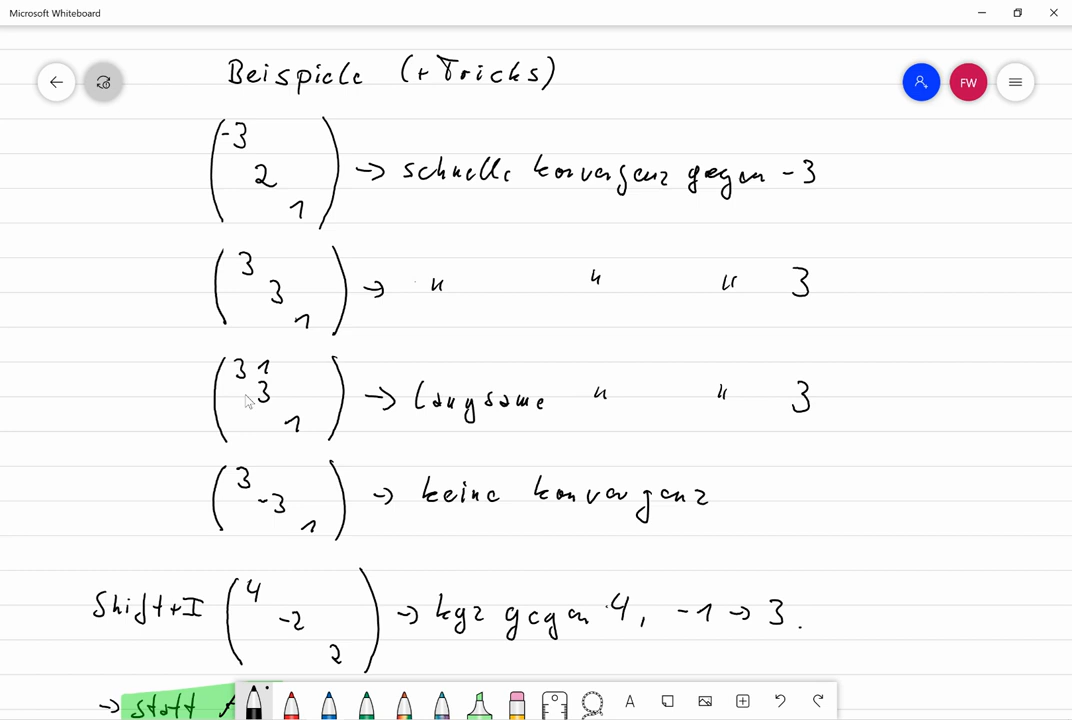 Microsoft Whiteboard
Beispiele (+Tricks)
FW
-3
2 → schnelle Konvergenz gegen -3
1
3
3 → " " " 3
1
3 1
3 → langsame " " 3
1
3
-3 → keine Konvergenz
1
4
Shift+I -2 → kgz gegen 4, -1 → 3.
2
→ statt A